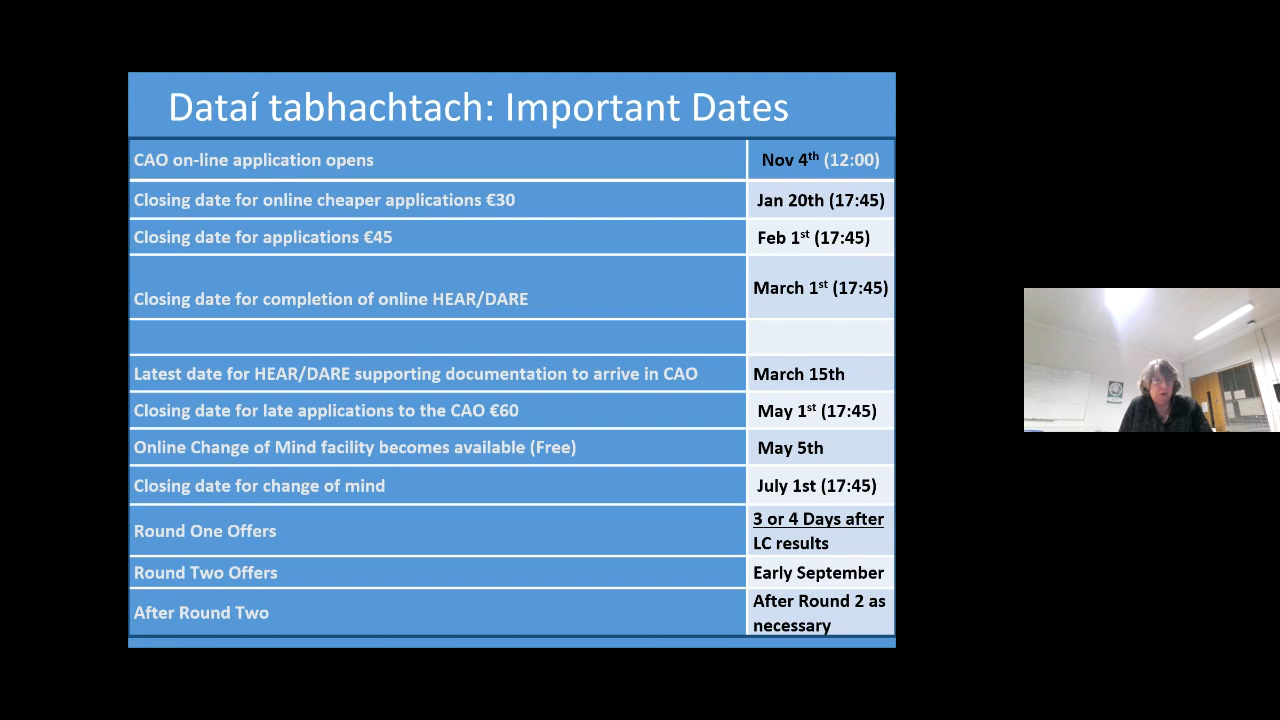 Dataí tabhachtach: Important Dates
CAO on-line application opens Nov 4th (12:00)
Closing date for online cheaper applications €30 Jan 20th (17:45)
Closing date for applications €45 Feb 1st (17:45)
Closing date for completion of online HEAR/DARE March 1st (17:45)
Latest date for HEAR/DARE supporting documentation to arrive in CAO March 15th
Closing date for late applications to the CAO €60 May 1st (17:45)
Online Change of Mind facility becomes available (Free) May 5th
Closing date for change of mind July 1st (17:45)
Round One Offers 3 or 4 Days after
LC results
Round Two Offers Early September
After Round Two After Round 2 as
necessary